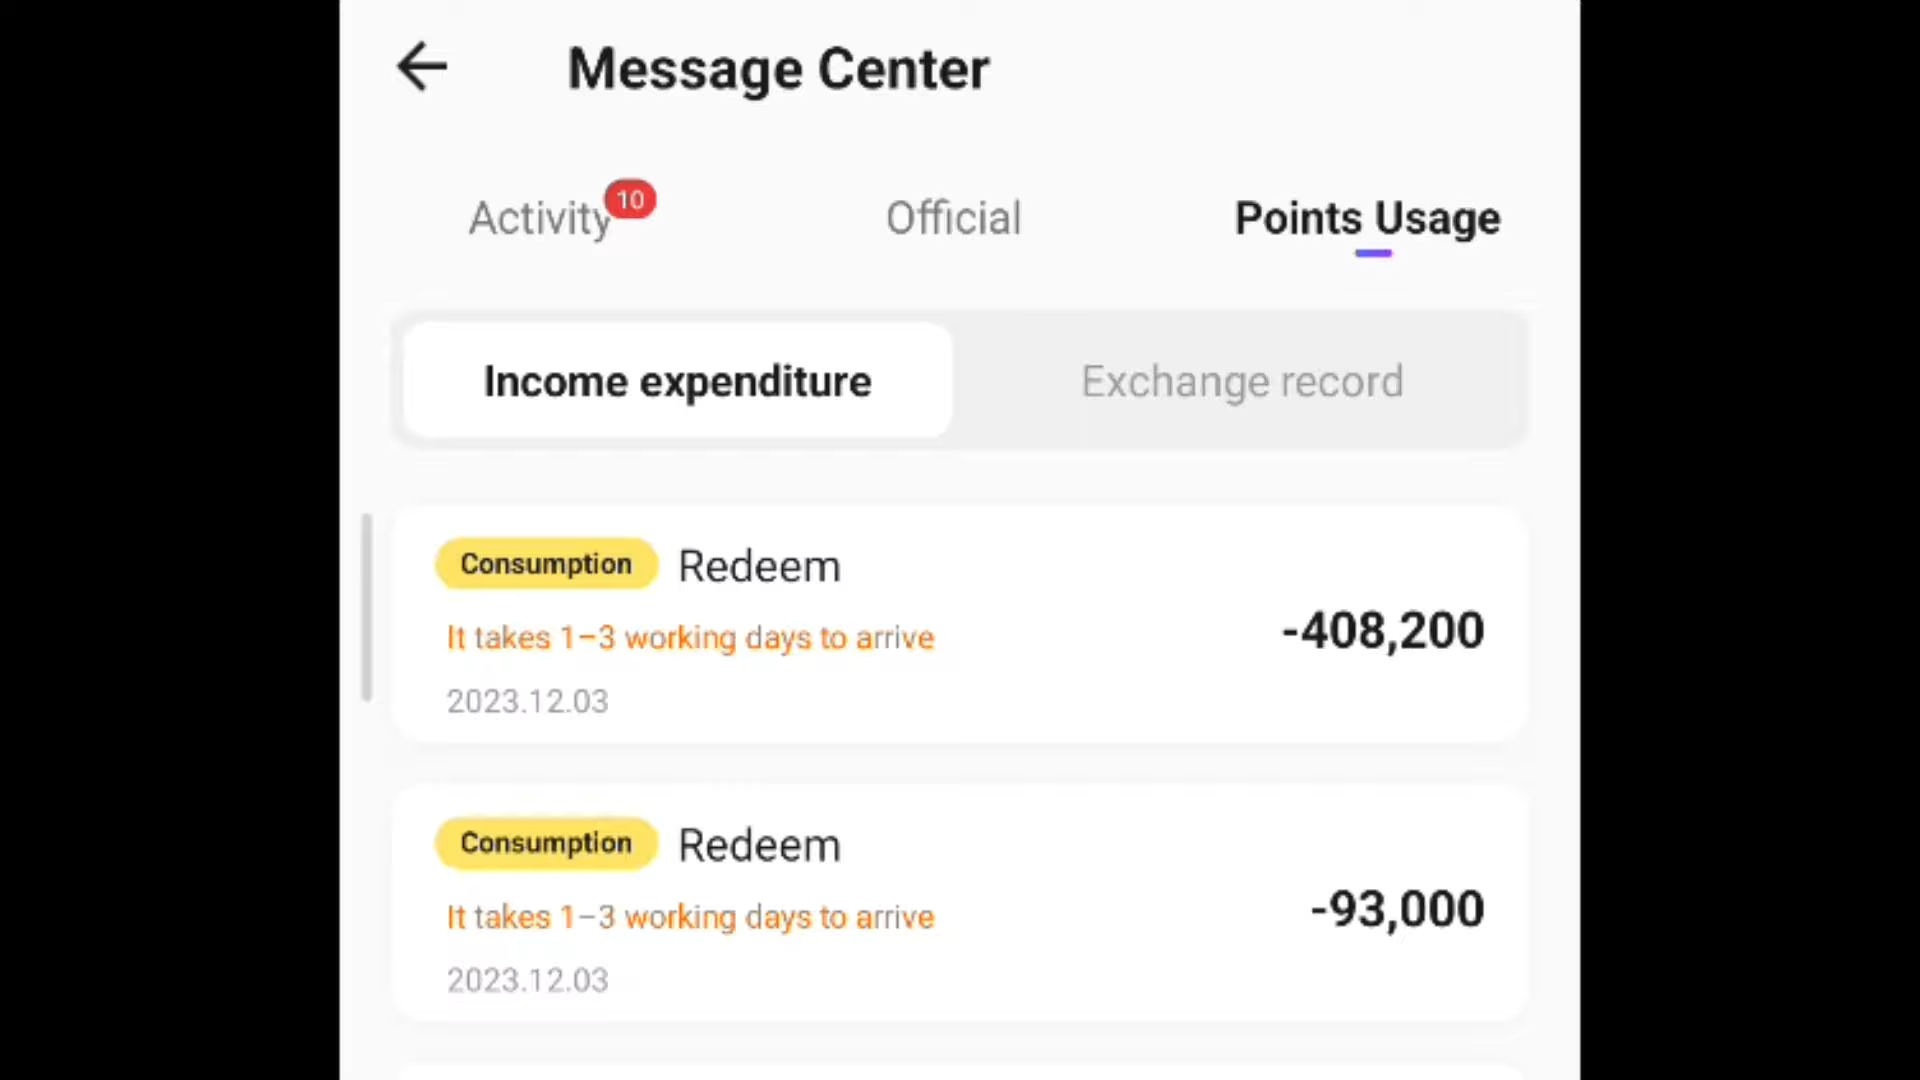 Message Center
Activity 10 Official Points Usage
Income expenditure Exchange record
Consumption Redeem
It takes 1–3 working days to arrive
-408,200
2023.12.03
Consumption Redeem
It takes 1–3 working days to arrive
-93,000
2023.12.03